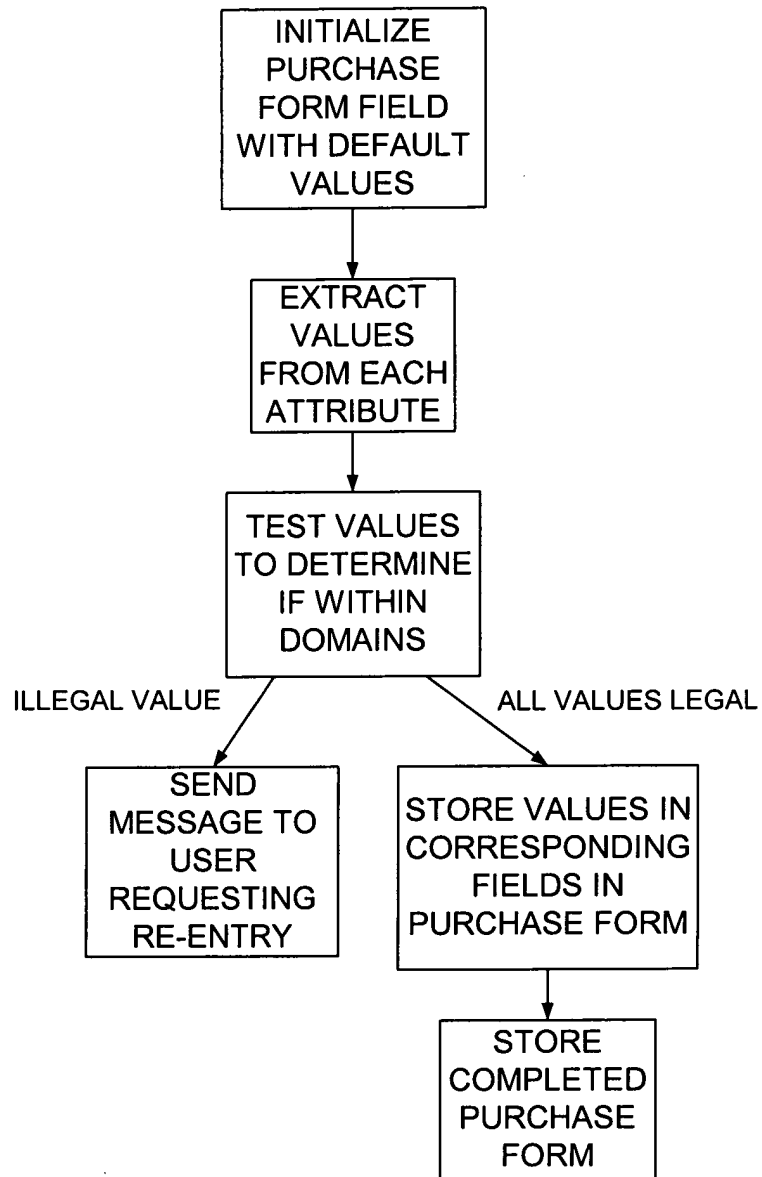 INITIALIZE
PURCHASE
FORM FIELD
WITH DEFAULT
VALUES
EXTRACT
VALUES
FROM EACH
ATTRIBUTE
TEST VALUES
TO DETERMINE
IF WITHIN
DOMAINS
ILLEGAL VALUE
ALL VALUES LEGAL
SEND
MESSAGE TO
USER
REQUESTING
RE-ENTRY
STORE VALUES IN
CORRESPONDING
FIELDS IN
PURCHASE FORM
STORE
COMPLETED
PURCHASE
FORM